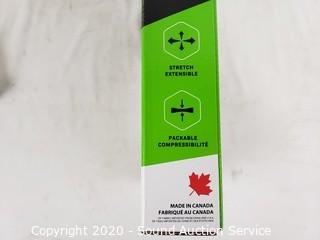 STRETCH
EXTENSIBLE
PACKABLE
COMPRESSIBILITÉ
MADE IN CANADA
FABRIQUÉ AU CANADA
Copyright 2020 - Sound Auction Service